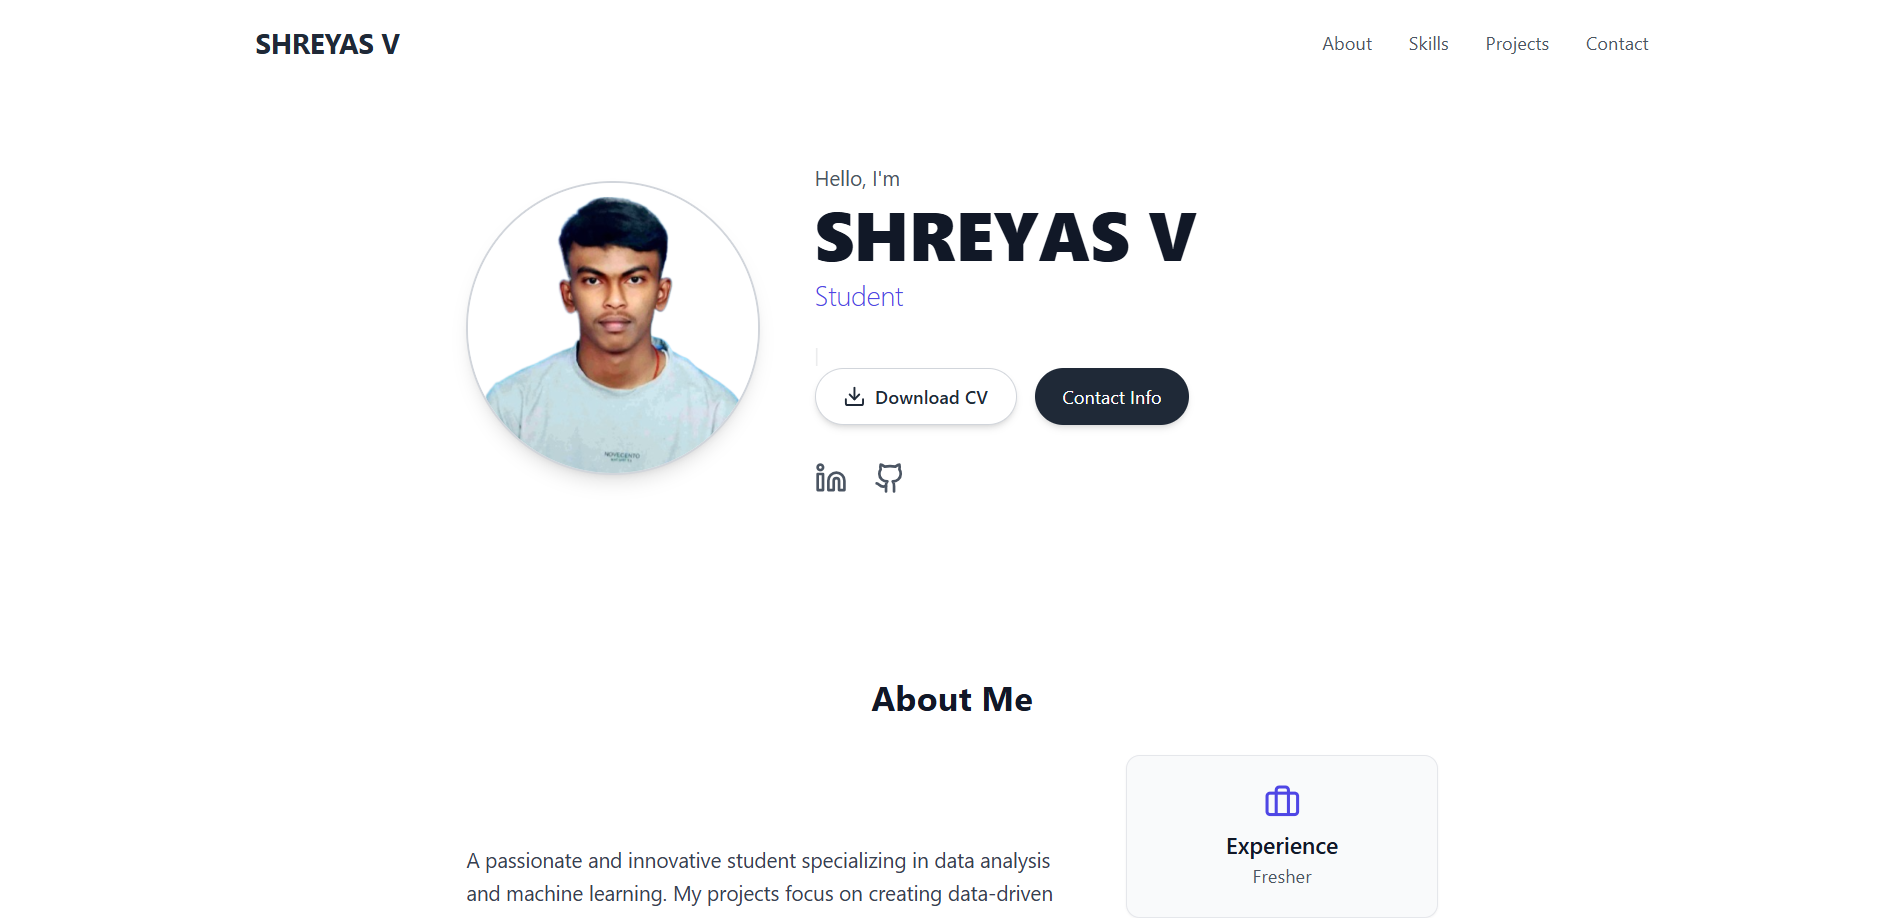 SHREYAS V
About Skills Projects Contact
Hello, I'm
SHREYAS V
Student
Download CV
Contact Info
NOVECENTO
About Me
A passionate and innovative student specializing in data analysis
and machine learning. My projects focus on creating data-driven
Experience
Fresher